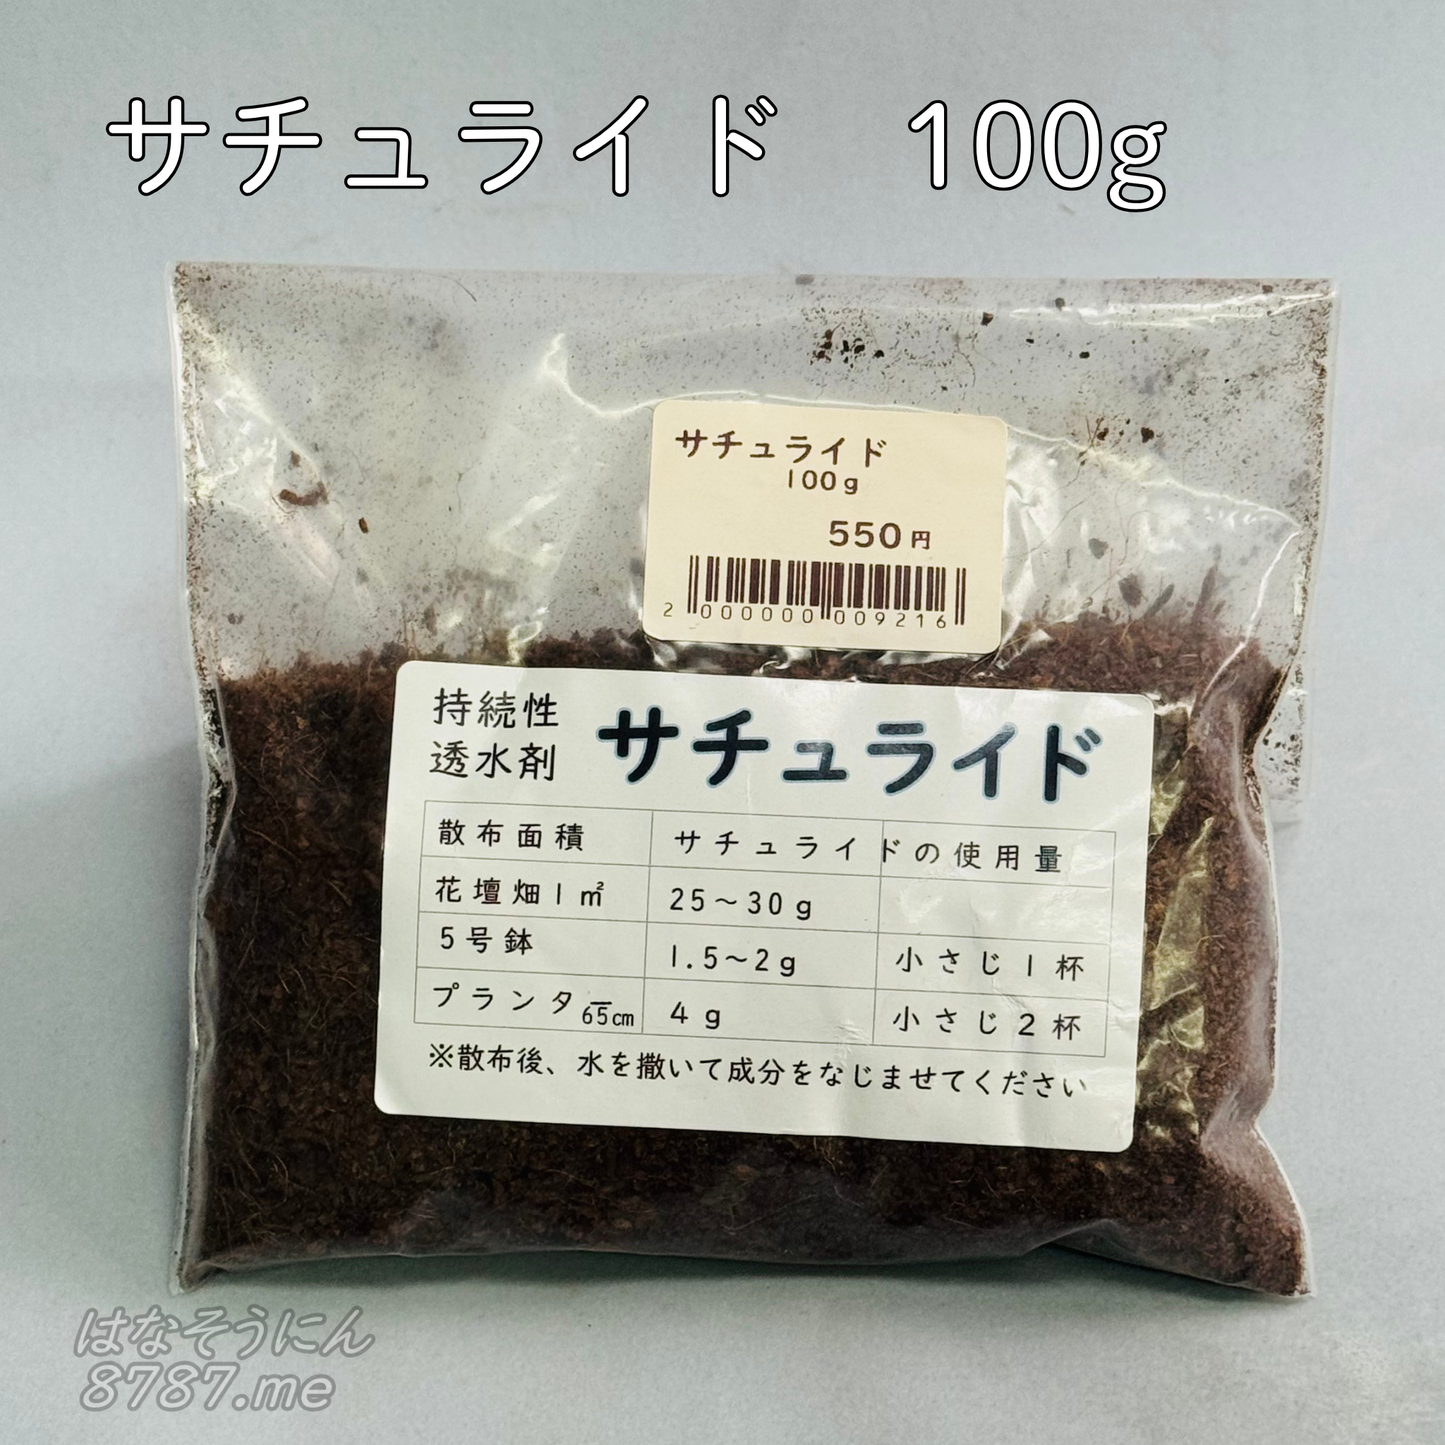 サチュライド　100g
サチュライド
100g
550円
2 000000 009216
持続性
透水剤
サチュライド
散布面積 サチュライドの使用量
花壇畑1㎡ 25～30g
5号鉢 1.5～2g 小さじ1杯
プランター65cm 4g 小さじ2杯
※散布後、水を撒いて成分をなじませてください
はなそうにん
8787.me